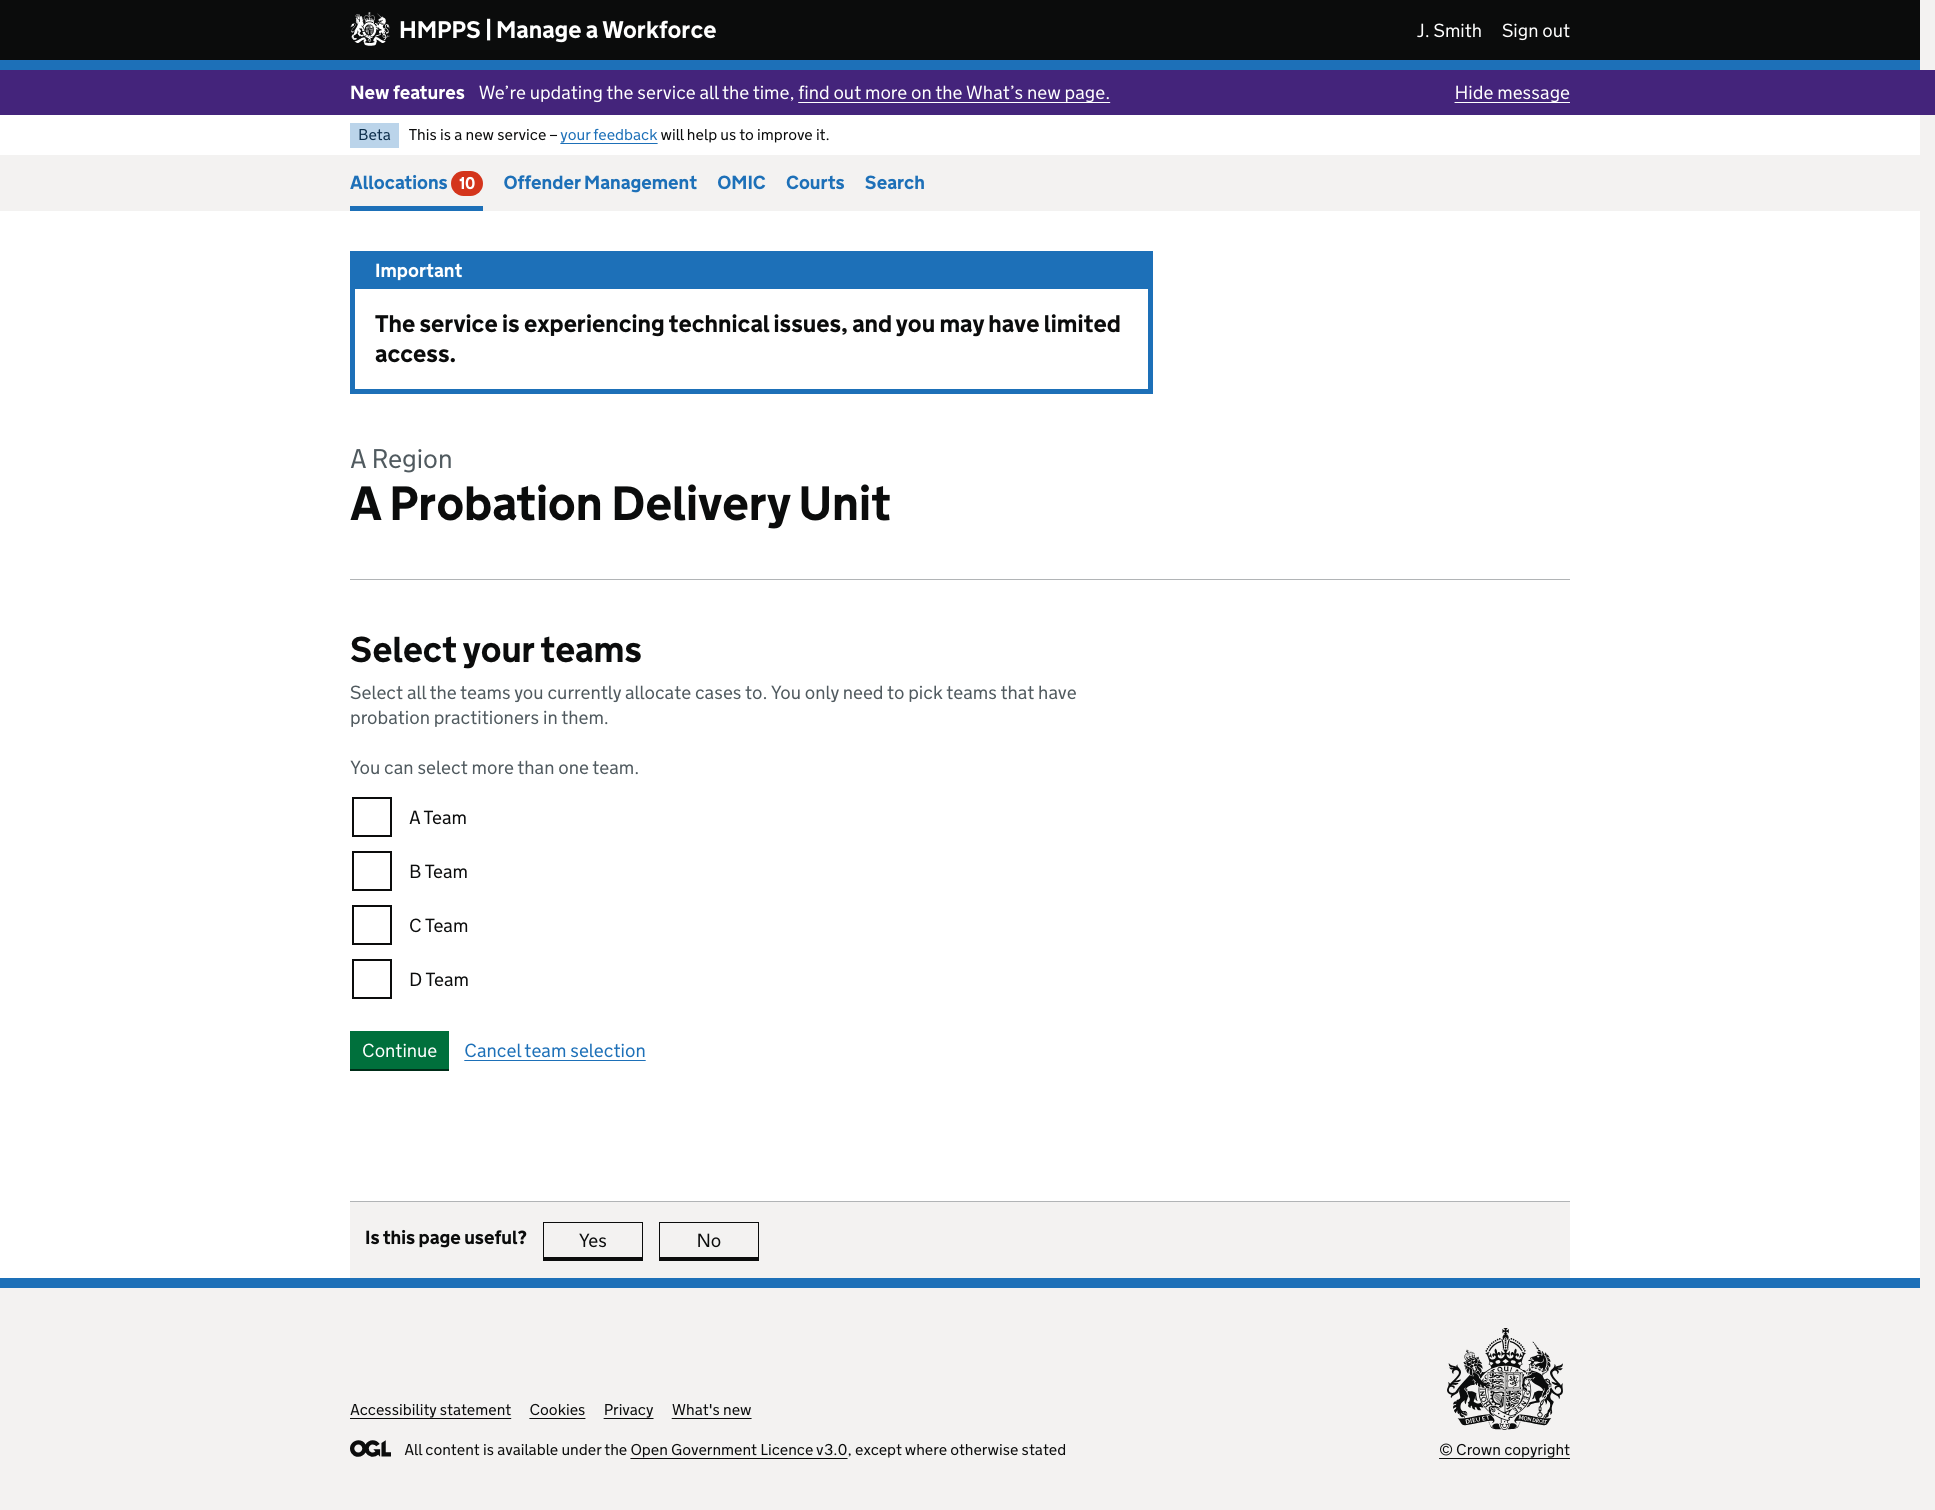 HMPPS | Manage a Workforce
J. Smith Sign out
New features We’re updating the service all the time, find out more on the What’s new page. Hide message
Beta This is a new service – your feedback will help us to improve it.
Allocations 10 Offender Management OMIC Courts Search
Important
The service is experiencing technical issues, and you may have limited
access.
A Region
A Probation Delivery Unit
Select your teams
Select all the teams you currently allocate cases to. You only need to pick teams that have
probation practitioners in them.
You can select more than one team.
A Team
B Team
C Team
D Team
Continue Cancel team selection
Is this page useful? Yes No
Accessibility statement Cookies Privacy What's new
OGL All content is available under the Open Government Licence v3.0, except where otherwise stated
© Crown copyright